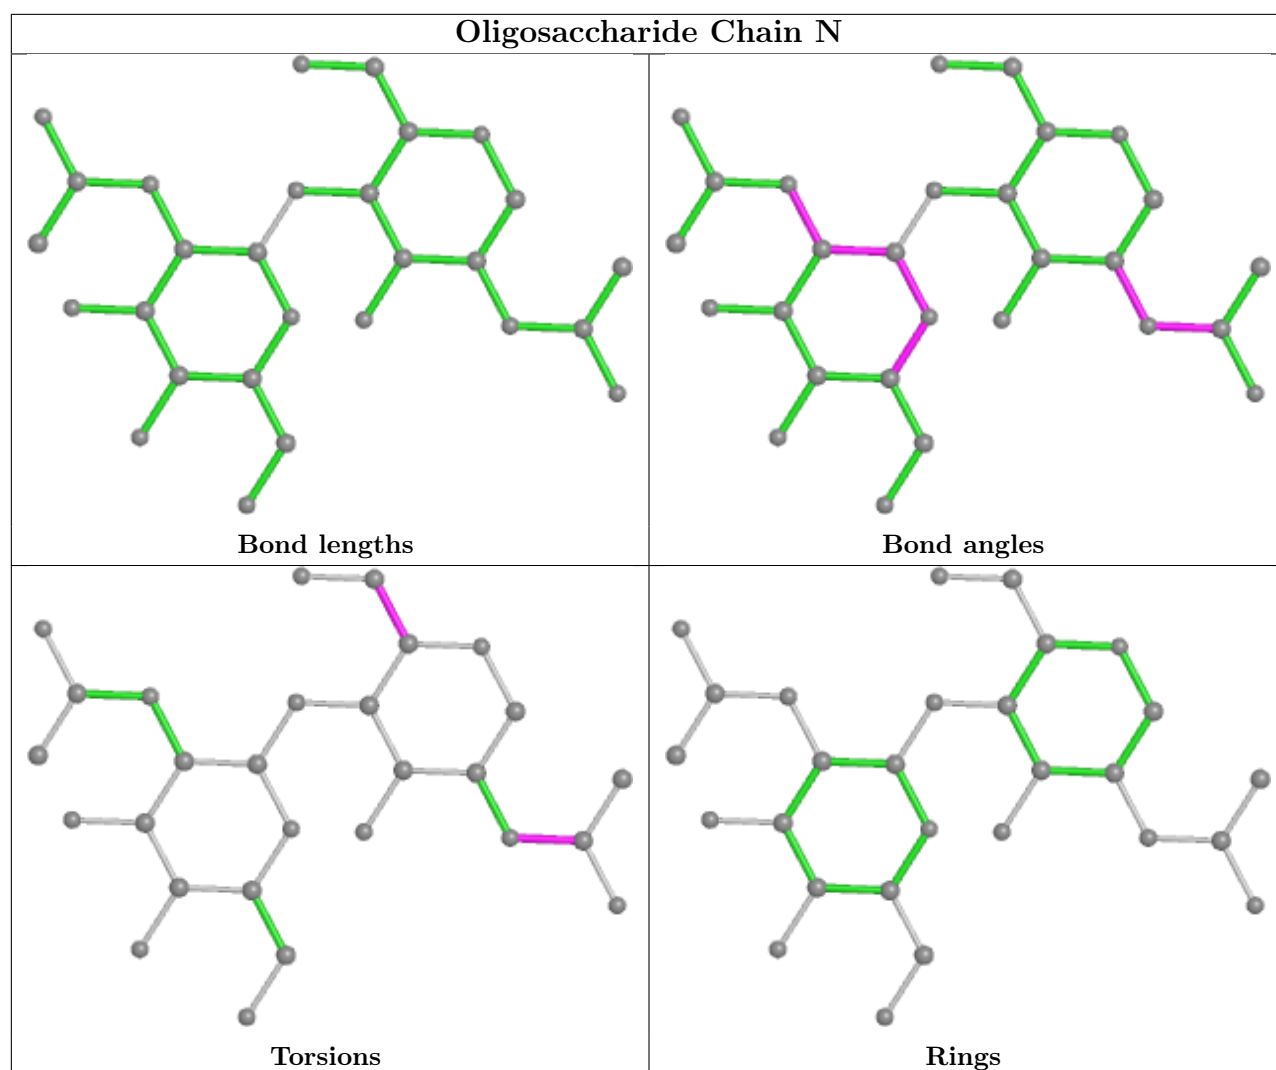 Oligosaccharide Chain N
Bond lengths
Bond angles
Torsions
Rings